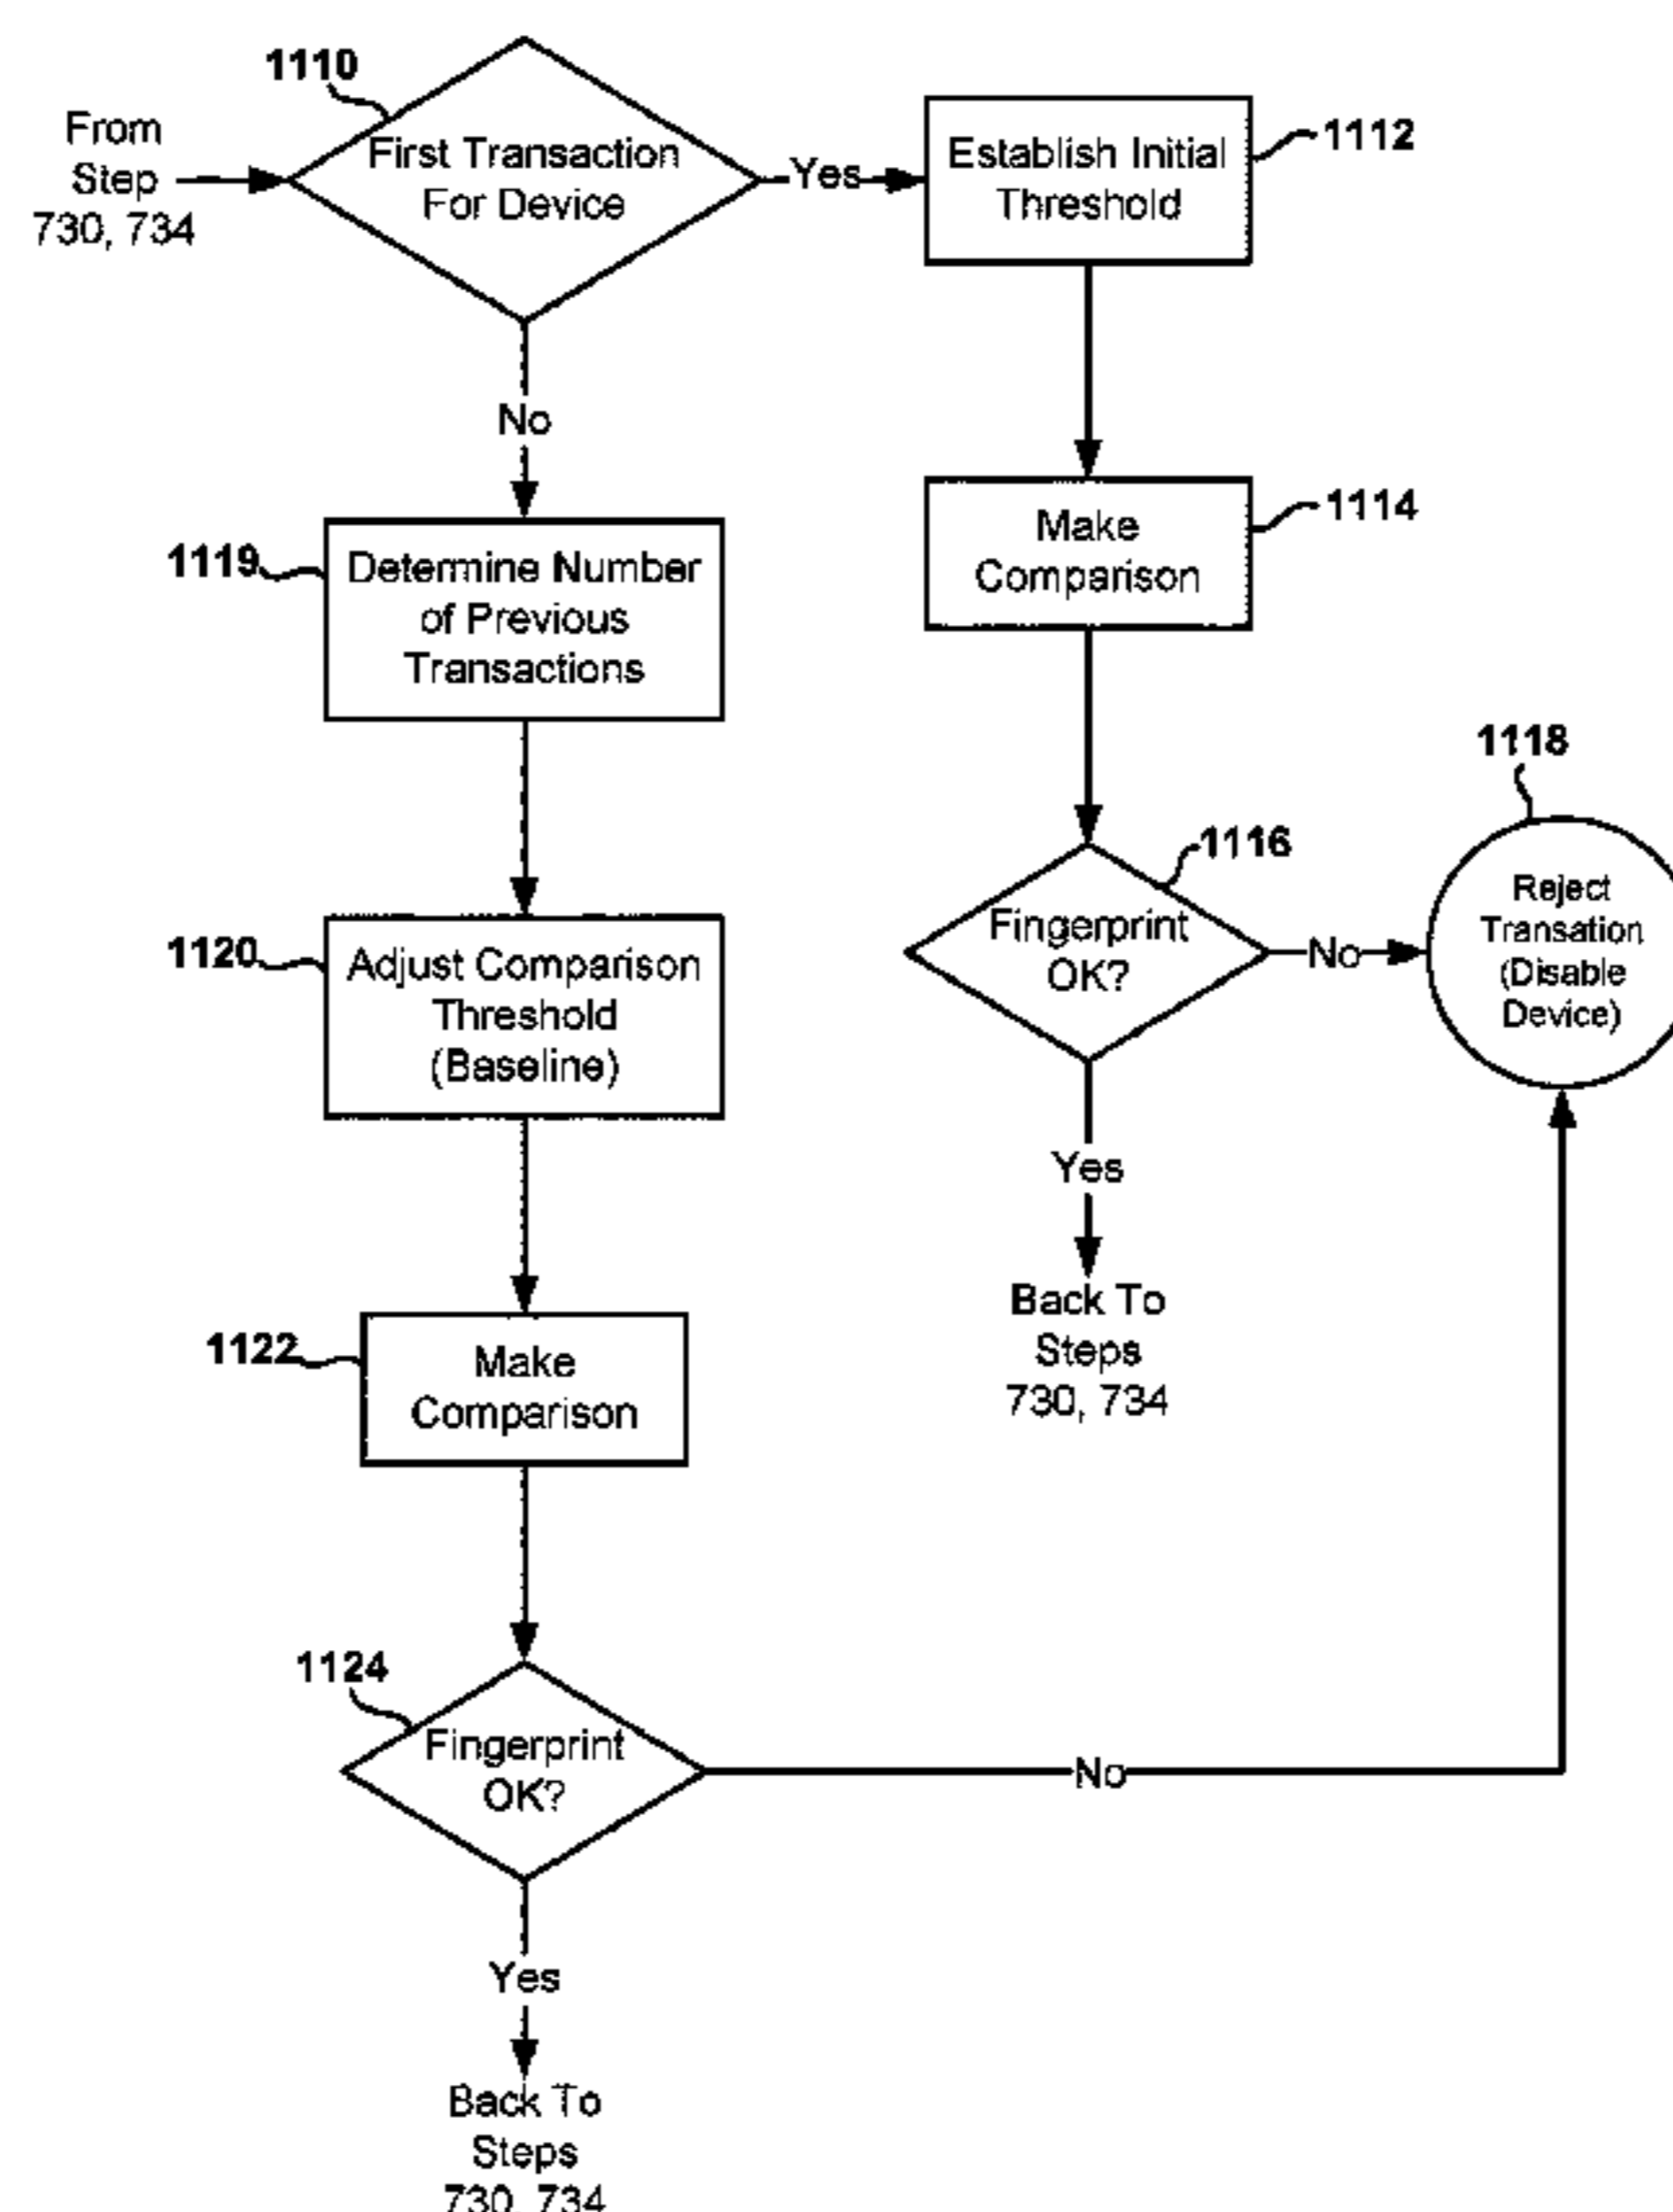 1110
From
Step
730, 734
First Transaction
For Device
Yes
Establish Initial
Threshold
1112
No
1119
Determine Number
of Previous
Transactions
Make
Comparison
1114
1118
Reject
Transation
(Disable
Device)
1116
Fingerprint
OK?
No
1120
Adjust Comparison
Threshold
(Baseline)
Yes
Back To
Steps
730, 734
1122
Make
Comparison
1124
Fingerprint
OK?
No
Yes
Back To
Steps
730, 734